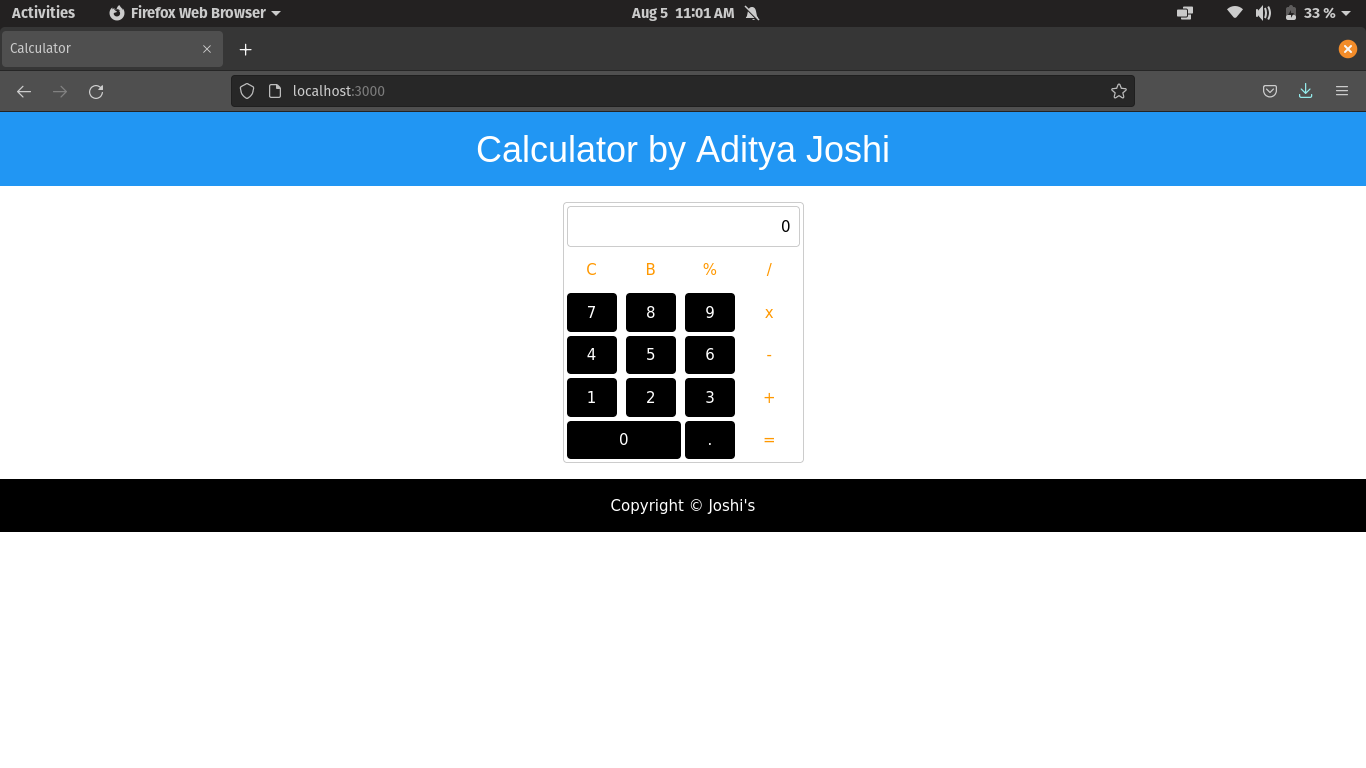 Activities Firefox Web Browser Aug 5 11:01 AM 33 %
Calculator
localhost:3000
Calculator by Aditya Joshi
0
C B % /
7 8 9 x
4 5 6 -
1 2 3 +
0 . =
Copyright © Joshi's